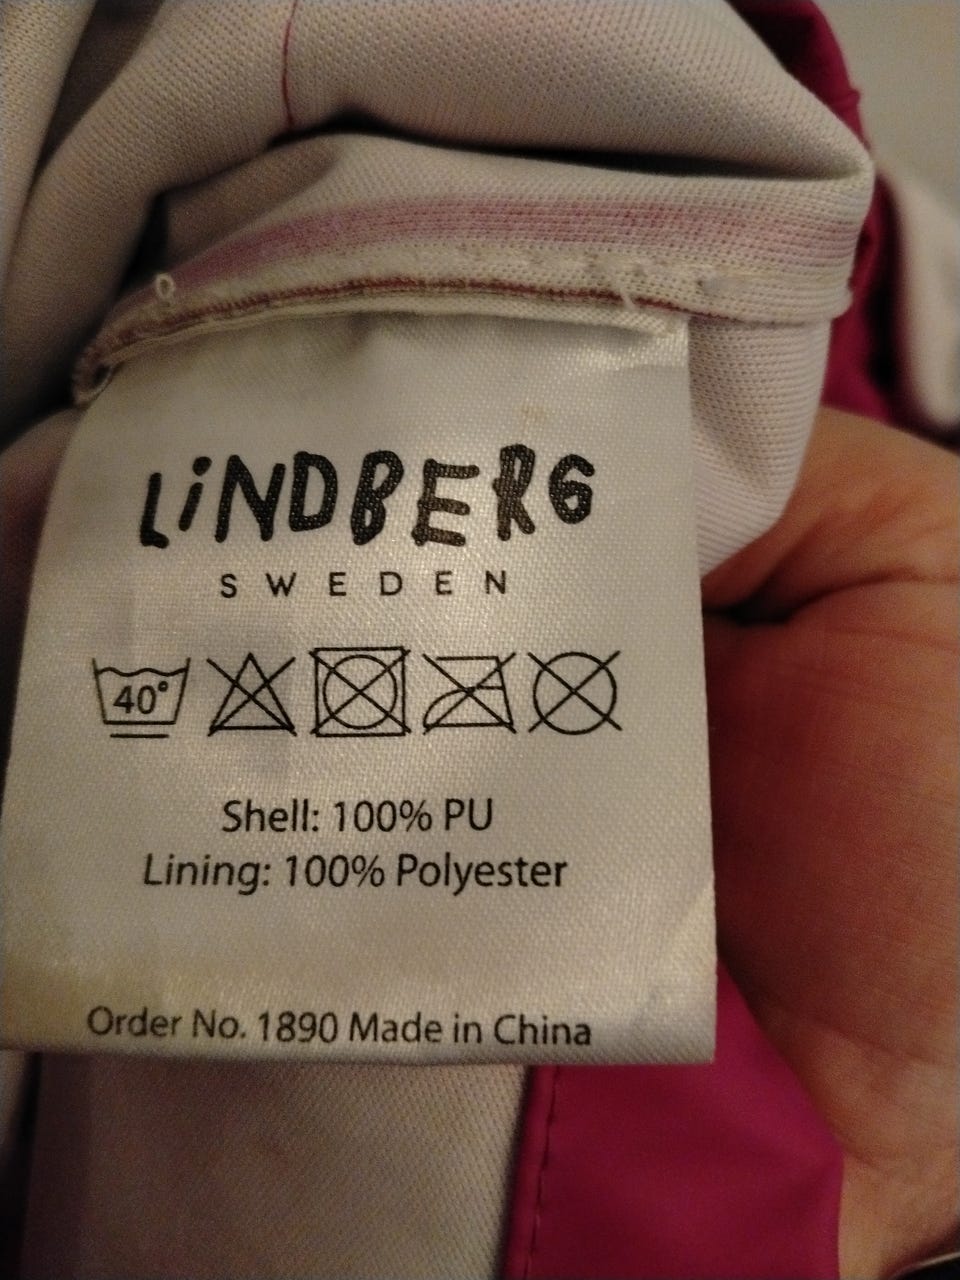 LiNDBERG
SWEDEN
40°
Shell: 100% PU
Lining: 100% Polyester
Order No. 1890 Made in China